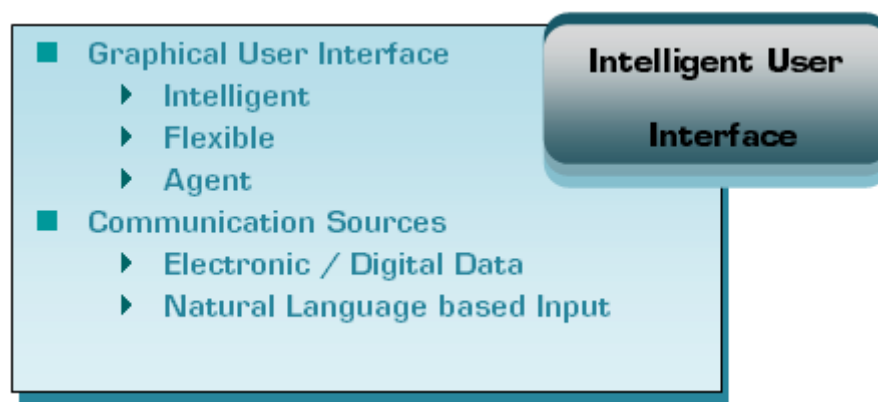 Intelligent User
Interface
Graphical User Interface
Intelligent
Flexible
Agent
Communication Sources
Electronic / Digital Data
Natural Language based Input